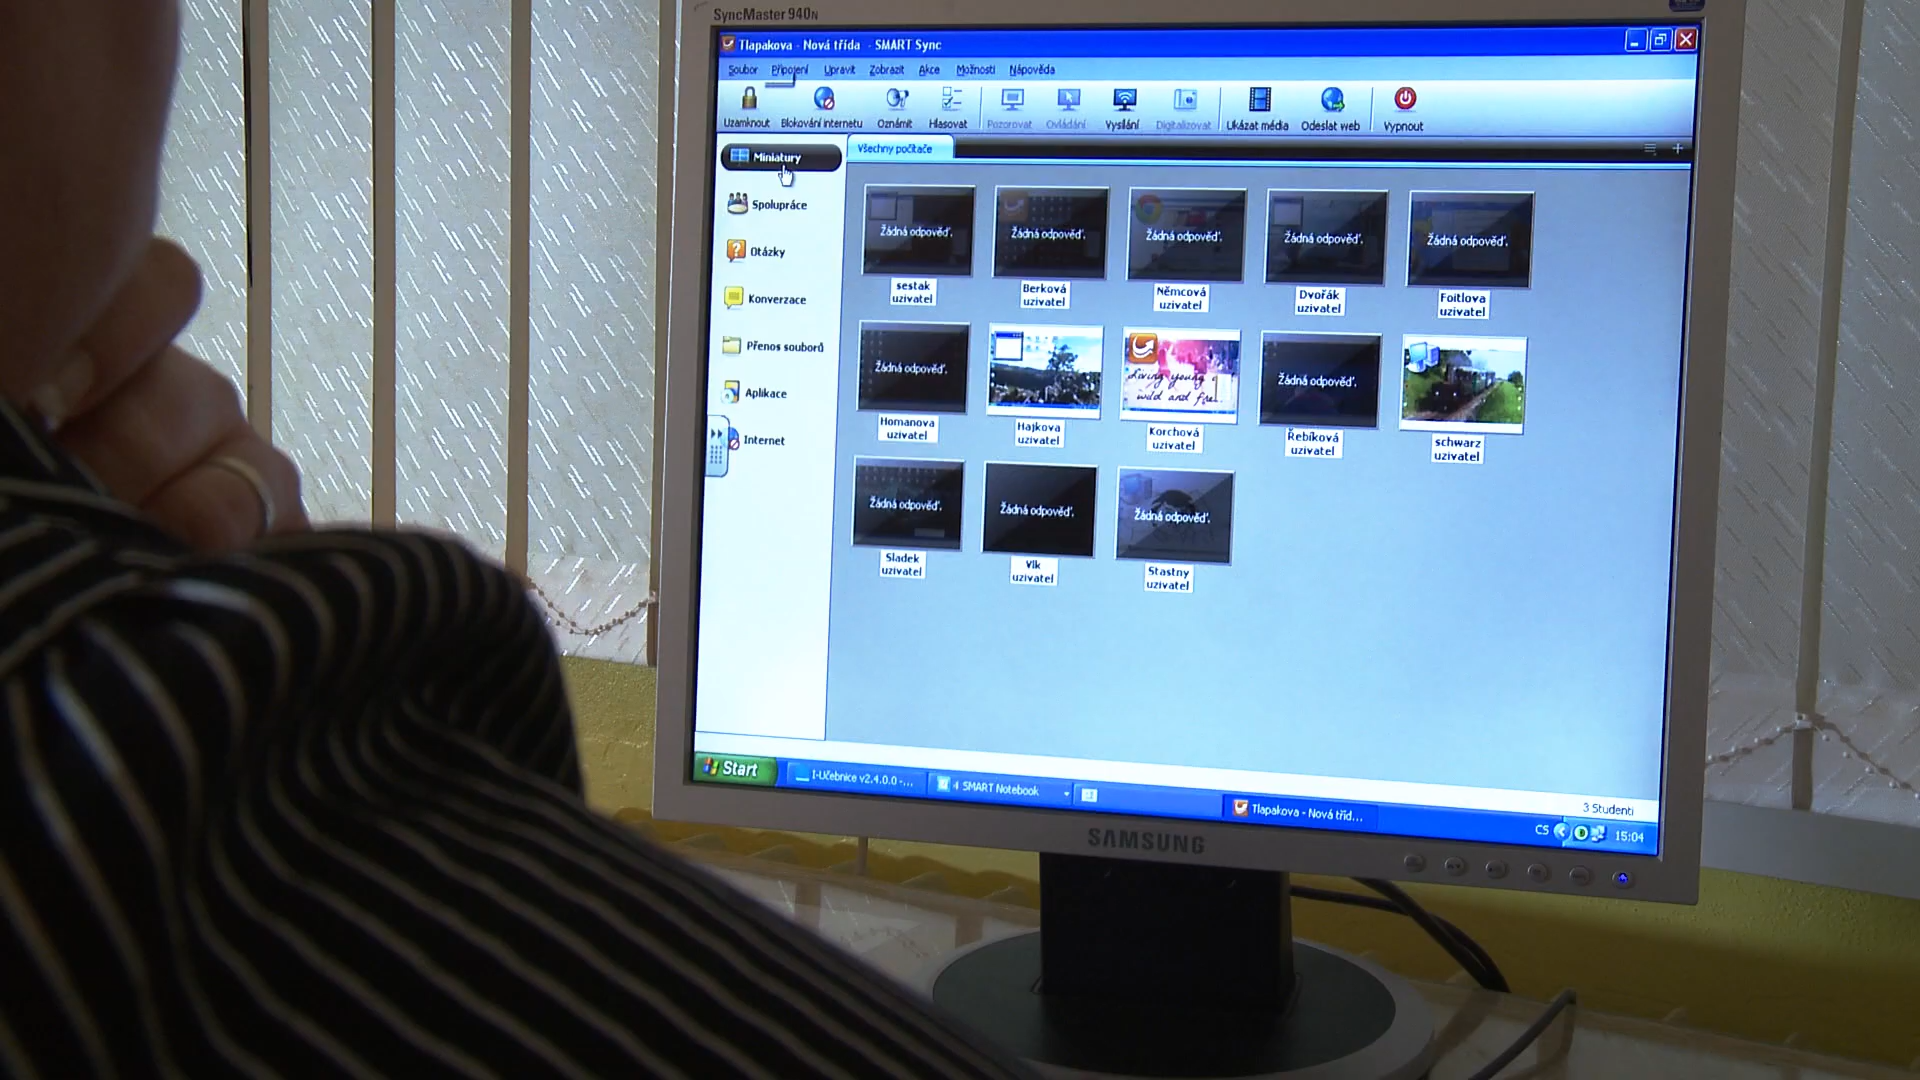 SyncMaster 940N
Tlapakova - Nová třída - SMART Sync
Soubor Připojení Upravit Zobrazit Akce Možnosti Nápověda
Uzamknout Blokování internetu Oznámit Hlasovat Pozorovat Ovládání Vysílání Digitalizovat Ukázat média Odeslat web Vypnout
Miniatury
Všechny počítače
Spolupráce
Otázky
Konverzace
Přenos souborů
Aplikace
Internet
Žádná odpověď. Žádná odpověď. Žádná odpověď. Žádná odpověď. Žádná odpověď.
sestak Berková Němcová Dvořák Foitlova
uzivatel uzivatel uzivatel uzivatel uzivatel
Žádná odpověď. Living young Žádná odpověď.
wild and free
Homanova Hajkova Korchová Řebíková schwarz
uzivatel uzivatel uzivatel uzivatel uzivatel
Žádná odpověď. Žádná odpověď. Žádná odpověď.
Sladek Vlk Stastny
uzivatel uzivatel uzivatel
3 Studenti
Start I-Učebnice v2.4.0.0 -... 4 SMART Notebook Tlapakova - Nová tříd... CS 15:04
SAMSUNG